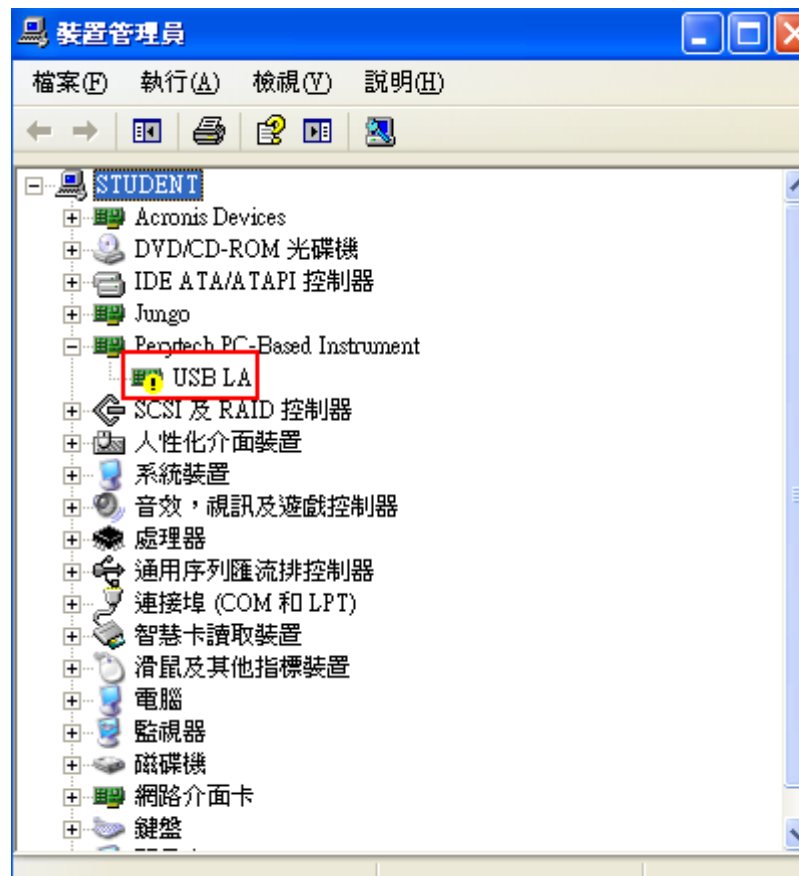 裝置管理員
檔案(F) 執行(A) 檢視(V) 說明(H)
STUDENT
Acronis Devices
DVD/CD-ROM 光碟機
IDE ATA/ATAPI 控制器
Jungo
Perytech PC-Based Instrument
USB LA
SCSI 及 RAID 控制器
人性化介面裝置
系統裝置
音效，視訊及遊戲控制器
處理器
通用序列匯流排控制器
連接埠 (COM 和 LPT)
智慧卡讀取裝置
滑鼠及其他指標裝置
電腦
監視器
磁碟機
網路介面卡
鍵盤